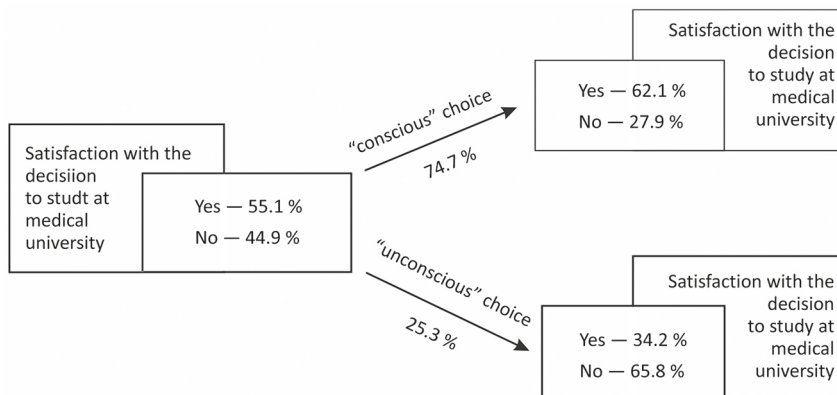 Satisfaction with the
decisiion
to studt at
medical
university
Yes — 55.1 %
No — 44.9 %
“conscious” choice
74.7 %
Satisfaction with the
decision
to study at
medical
university
Yes — 62.1 %
No — 27.9 %
“unconscious” choice
25.3 %
Satisfaction with the
decision
to study at
medical
university
Yes — 34.2 %
No — 65.8 %